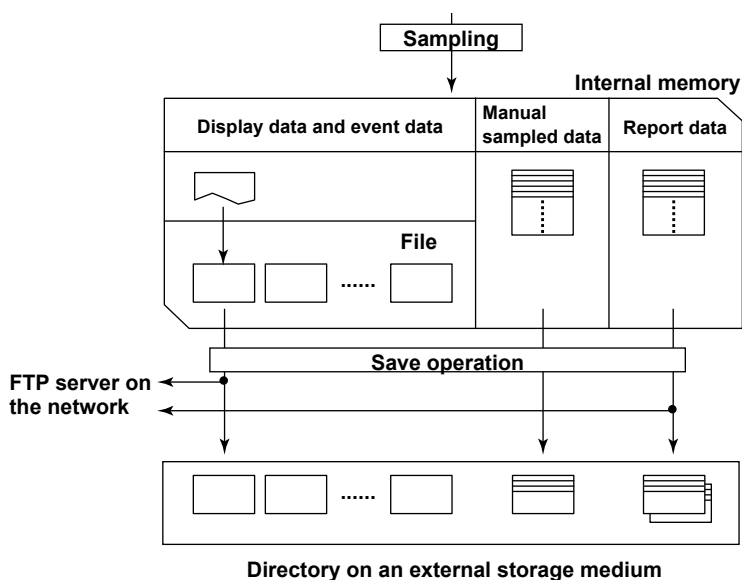 Sampling
Internal memory
Display data and event data
Manual
sampled data
Report data
File
......
Save operation
FTP server on
the network
......
Directory on an external storage medium